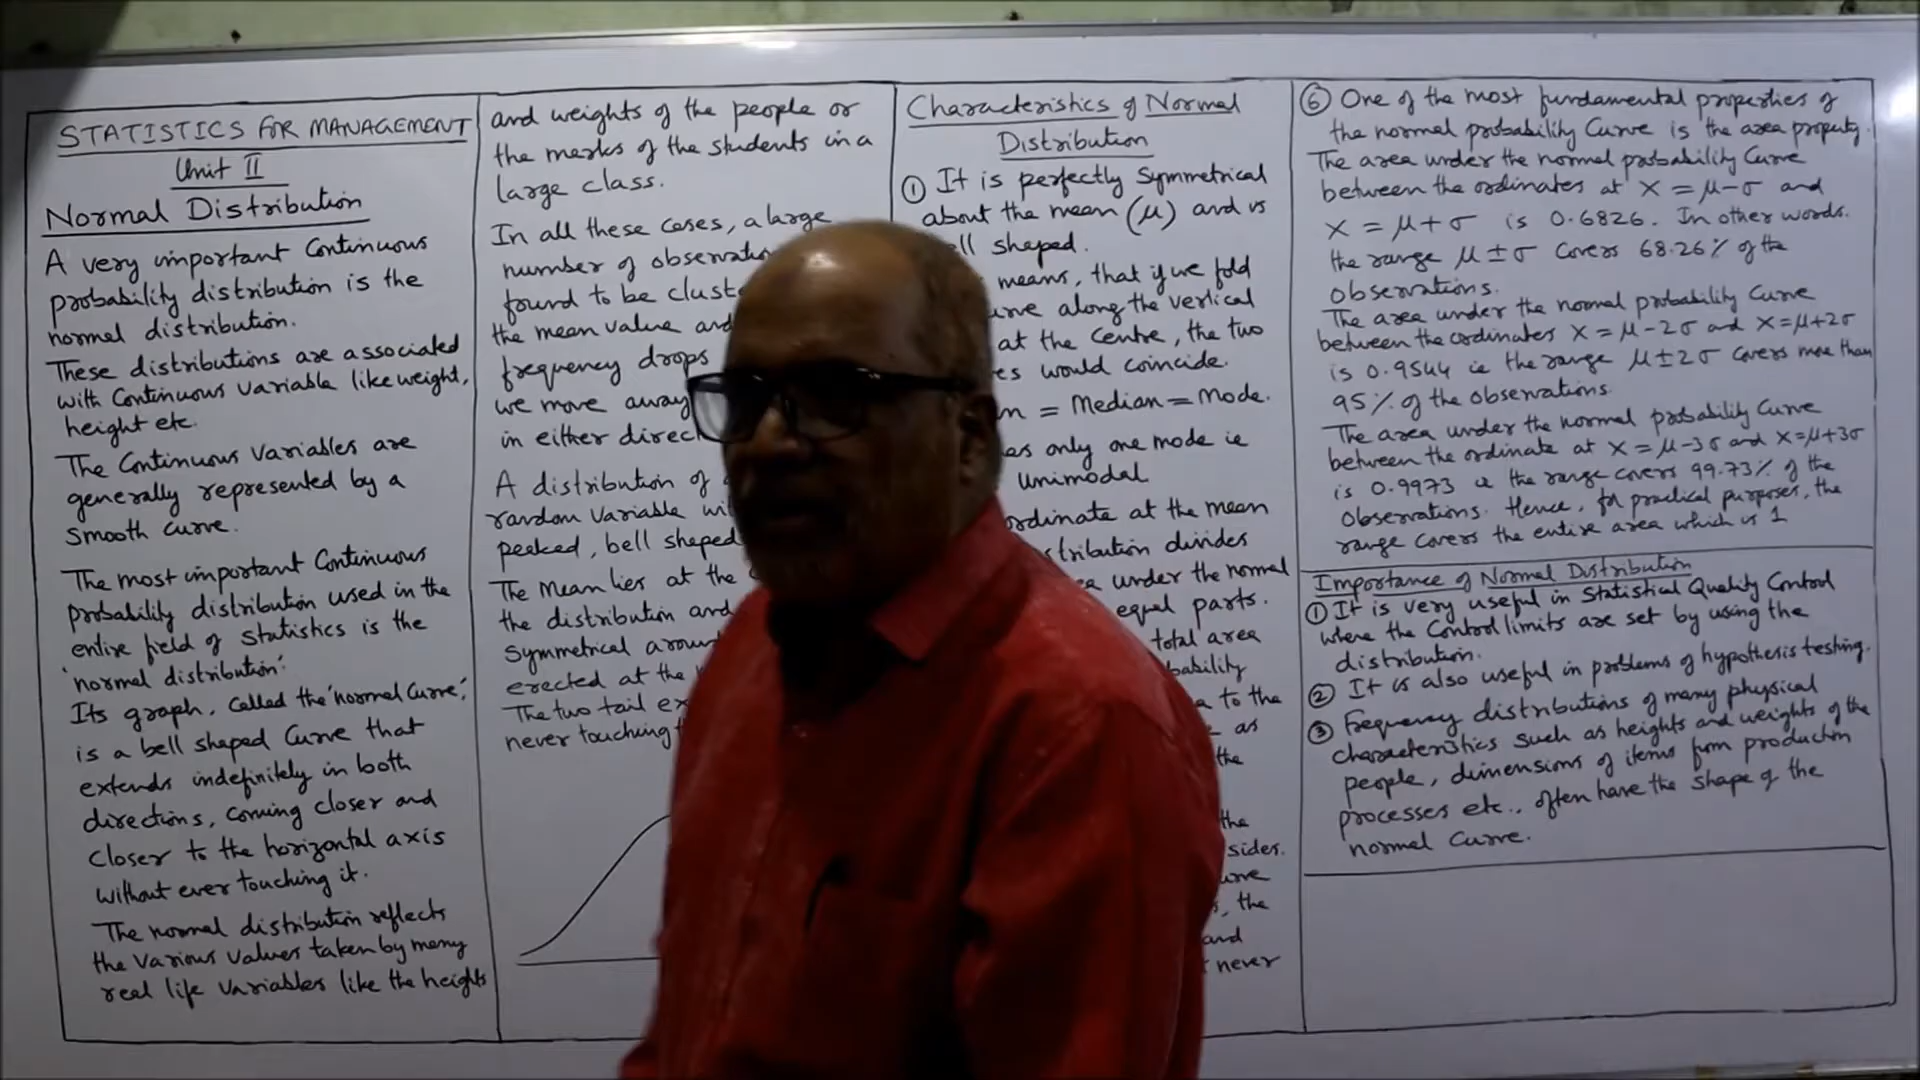 STATISTICS FOR MANAGEMENT
Unit II
Normal Distribution
A very important Continuous
probability distribution is the
normal distribution.
These distributions are associated
with Continuous variable like weight,
height etc.
The Continuous variables are
generally represented by a
smooth curve.
The most important Continuous
probability distribution used in the
entire field of Statistics is the
'normal distribution'.
Its graph, called the 'normal Curve',
is a bell shaped Curve that
extends indefinitely in both
directions, coming closer and
closer to the horizontal axis
without ever touching it.
The normal distribution reflects
the various values taken by many
real life variables like the heights
and weights of the people or
the marks of the students in a
large class.
In all these cases, a large
number of
found to be
the mean value and
frequency drops
we move away
in either
A distribution of
random variable
peaked, bell shaped
The Mean lies at the
the distribution and
symmetrical
erected at the
The two tail
never touching
Characteristics of Normal
Distribution
① It is perfectly symmetrical
about the mean (μ) and is
shaped.
means, that if we fold
along the vertical
at the Centre, the two
would coincide.
= Median = Mode.
only one mode ie
Unimodal
ordinate at the mean
divides
under the normal
equal parts.
total area
to the
as
the
the
sides.
the
and
never
⑥ One of the most fundamental properties of
the normal probability Curve is the area property.
The area under the normal probability Curve
between the ordinates at X = μ-σ and
X = μ+σ is 0.6826. In other words.
the range μ±σ Covers 68.26% of the
observations.
The area under the normal probability Curve
between the ordinates X = μ-2σ and X=μ+2σ
is 0.9544 ie the range μ±2σ Covers more than
95% of the observations.
The area under the normal probability Curve
between the ordinate at X = μ-3σ and X=μ+3σ
is 0.9973 ie the range covers 99.73% of the
observations. Hence, for practical purposes, the
range covers the entire area which is 1
Importance of Normal Distribution
① It is very useful in Statistical Quality Control
where the Control limits are set by using the
distribution.
② It is also useful in problems of hypothesis testing.
③ Frequency distributions of many physical
characteristics such as heights and weights of the
people, dimensions of items from production
processes etc., often have the shape of the
normal Curve.